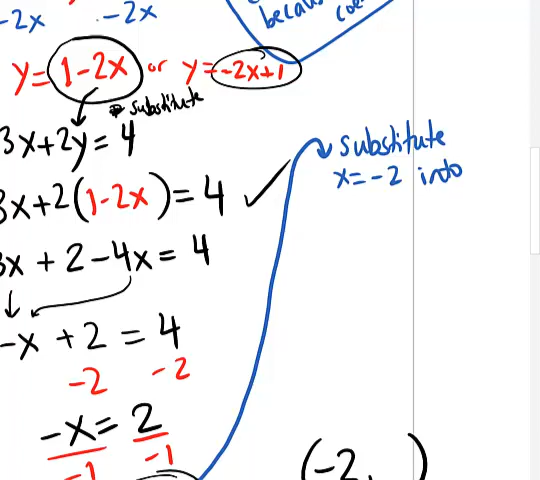 -2x -2x
because
y=1-2x or y=-2x+1
substitute
3x+2y=4
substitute
x=-2 into
3x+2(1-2x)=4
3x+2-4x=4
-x+2=4
-2 -2
-x=2
-1 -1
(-2, )